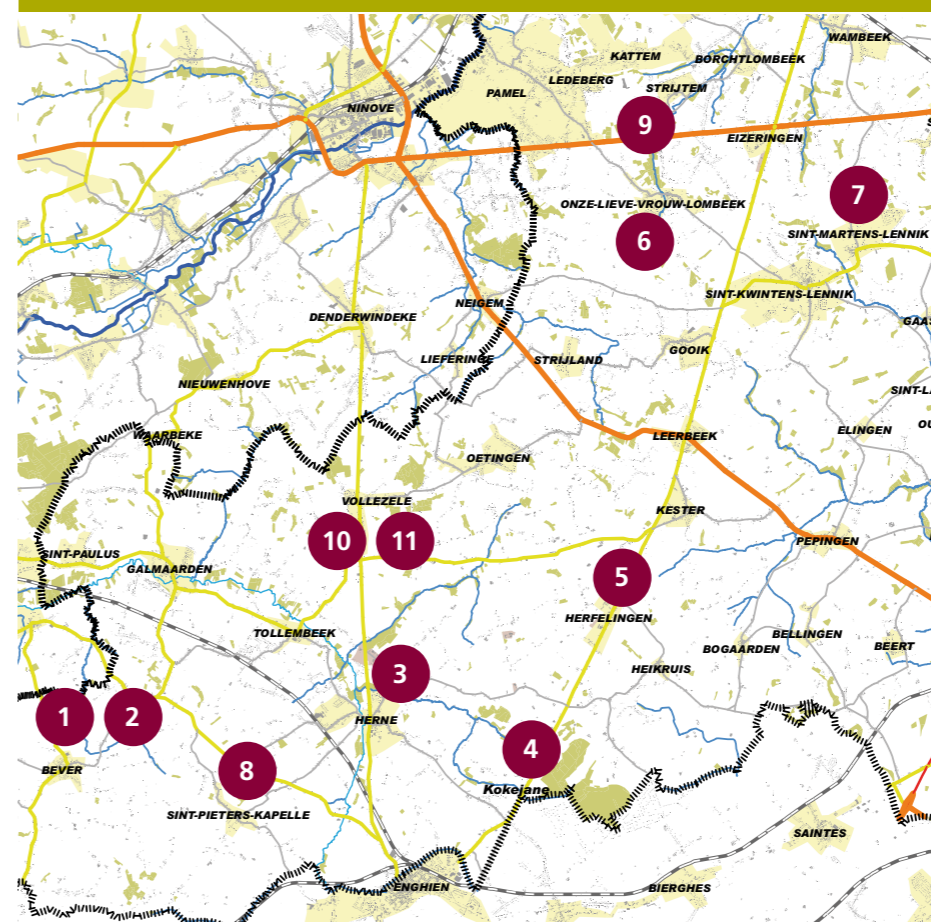 WAMBEEK
KATTEM
BORCHTLOMBEEK
LEDEBERG
STRIJTEM
PAMEL
NINOVE
9
EIZERINGEN
7
ONZE-LIEVE-VROUW-LOMBEEK
6
SINT-MARTENS-LENNIK
SINT-KWINTENS-LENNIK
NEIGEM
DENDERWINDEKE
GAAS
GOOIK
LIEFERINGE
STRIJLAND
NIEUWENHOVE
SINT-L
OU
ELINGEN
WAARBEKE
LEERBEEK
OETINGEN
VOLLEZELE
KESTER
10
11
PEPINGEN
SINT-PAULUS
GALMAARDEN
5
HERFELINGEN
TOLLEMBEEK
BELLINGEN
BOGAARDEN
BEERT
HEIKRUIS
3
1
2
HERNE
4
8
BEVER
Kokejane
SINT-PIETERS-KAPELLE
SAINTES
ENGHIEN
BIERGHES